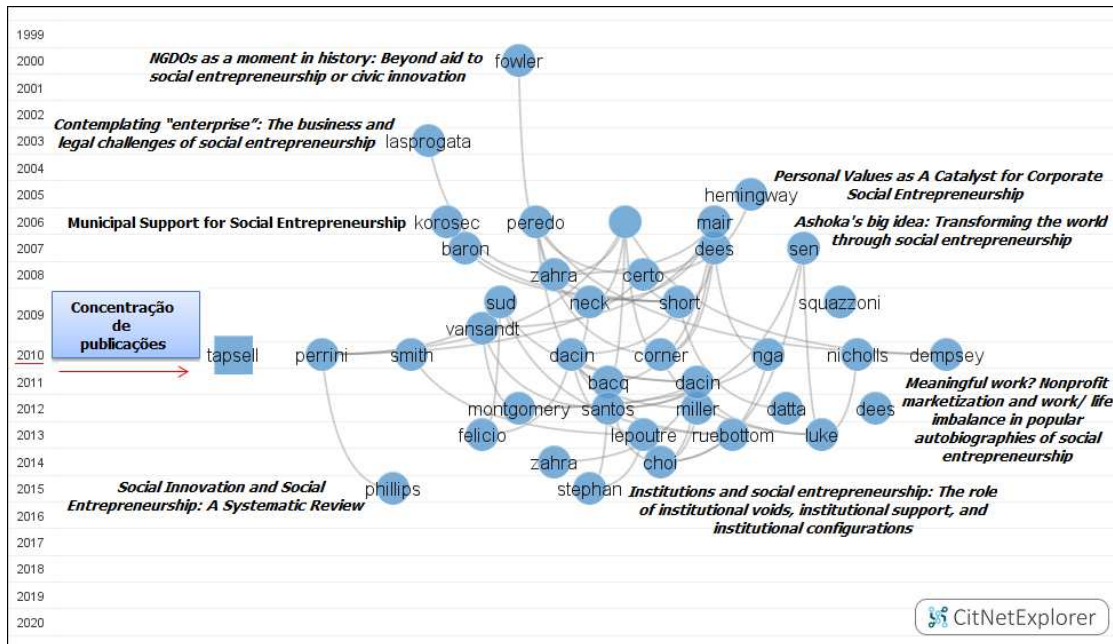 1999
2000
2001
2002
2003
2004
2005
2006
2007
2008
2009
2010
2011
2012
2013
2014
2015
2016
2017
2018
2019
2020
NGDOs as a moment in history: Beyond aid to
social entrepreneurship or civic innovation
fowler
Contemplating “enterprise”: The business and
legal challenges of social entrepreneurship
lasprogata
Personal Values as A Catalyst for Corporate
Social Entrepreneurship
hemingway
Municipal Support for Social Entrepreneurship
korosec
peredo
mair
Ashoka's big idea: Transforming the world
through social entrepreneurship
baron
dees
sen
zahra
certo
Concentração
de
publicações
sud
neck
short
squazzoni
vansandt
tapsell
perrini
smith
dacin
corner
nga
nicholls
dempsey
bacq
dacin
Meaningful work? Nonprofit
marketization and work/ life
imbalance in popular
autobiographies of social
entrepreneurship
montgomery
santos
miller
datta
dees
felicio
lepoutre
ruebottom
luke
zahra
choi
Social Innovation and Social
Entrepreneurship: A Systematic Review
phillips
stephan
Institutions and social entrepreneurship: The role
of institutional voids, institutional support, and
institutional configurations
CitNetExplorer